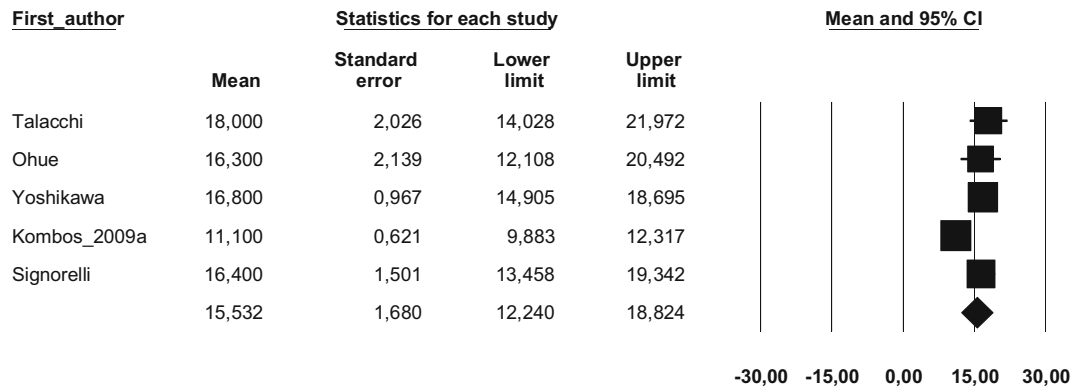 First_author Statistics for each study Mean and 95% CI
Mean Standard error Lower limit Upper limit
Talacchi 18,000 2,026 14,028 21,972
Ohue 16,300 2,139 12,108 20,492
Yoshikawa 16,800 0,967 14,905 18,695
Kombos_2009a 11,100 0,621 9,883 12,317
Signorelli 16,400 1,501 13,458 19,342
15,532 1,680 12,240 18,824
-30,00 -15,00 0,00 15,00 30,00